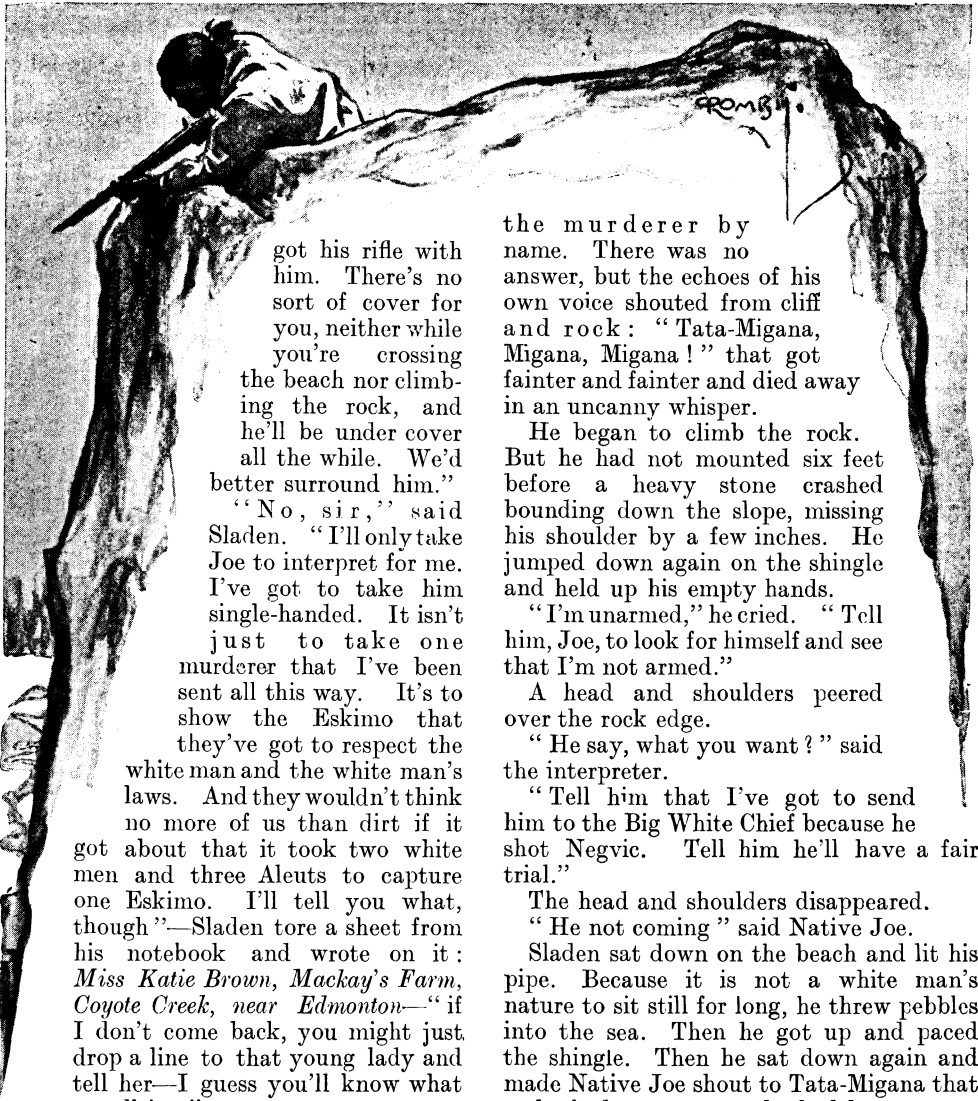 CROMBY.
got his rifle with
him. There's no
sort of cover for
you, neither while
you're crossing
the beach nor climb-
ing the rock, and
he'll be under cover
all the while. We'd
better surround him."
"No, sir," said
Sladen. "I'll only take
Joe to interpret for me.
I've got to take him
single-handed. It isn't
just to take one
murderer that I've been
sent all this way. It's to
show the Eskimo that
they've got to respect the
white man and the white man's
laws. And they wouldn't think
no more of us than dirt if it
got about that it took two white
men and three Aleuts to capture
one Eskimo. I'll tell you what,
though"—Sladen tore a sheet from
his notebook and wrote on it:
Miss Katie Brown, Mackay's Farm,
Coyote Creek, near Edmonton—"if
I don't come back, you might just
drop a line to that young lady and
tell her—I guess you'll know what
the murderer by
name. There was no
answer, but the echoes of his
own voice shouted from cliff
and rock: "Tata-Migana,
Migana, Migana!" that got
fainter and fainter and died away
in an uncanny whisper.
He began to climb the rock.
But he had not mounted six feet
before a heavy stone crashed
bounding down the slope, missing
his shoulder by a few inches. He
jumped down again on the shingle
and held up his empty hands.
"I'm unarmed," he cried. "Tell
him, Joe, to look for himself and see
that I'm not armed."
A head and shoulders peered
over the rock edge.
"He say, what you want?" said
the interpreter.
"Tell him that I've got to send
him to the Big White Chief because he
shot Negvic. Tell him he'll have a fair
trial."
The head and shoulders disappeared.
"He not coming" said Native Joe.
Sladen sat down on the beach and lit his
pipe. Because it is not a white man's
nature to sit still for long, he threw pebbles
into the sea. Then he got up and paced
the shingle. Then he sat down again and
made Native Joe shout to Tata-Migana that